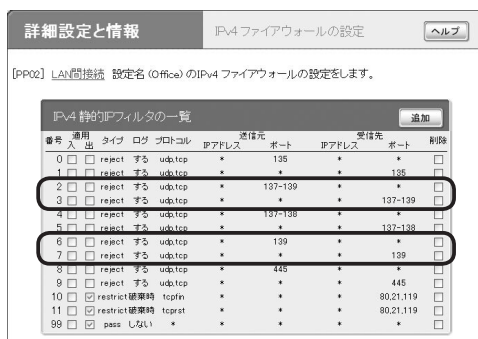 詳細設定と情報 IPv4 ファイアウォールの設定 ヘルプ
[PP02] LAN間接続 設定名 (Office) のIPv4 ファイアウォールの設定をします。
IPv4 静的IPフィルタの一覧 追加
番号 適用 入 出 タイプ ログ プロトコル 送信元 IPアドレス ポート 受信先 IPアドレス ポート 削除
0 reject する udp,tcp * 135 * *
1 reject する udp,tcp * * * 135
2 reject する udp,tcp * 137-139 * *
3 reject する udp,tcp * * * 137-139
4 reject する udp,tcp * 137-138 * *
5 reject する udp,tcp * * * 137-138
6 reject する udp,tcp * 139 * *
7 reject する udp,tcp * * * 139
8 reject する udp,tcp * 445 * *
9 reject する udp,tcp * * * 445
10 restrict 破棄時 tcpfin * * * 80,21,119
11 restrict 破棄時 tcprst * * * 80,21,119
99 pass しない * * * * *